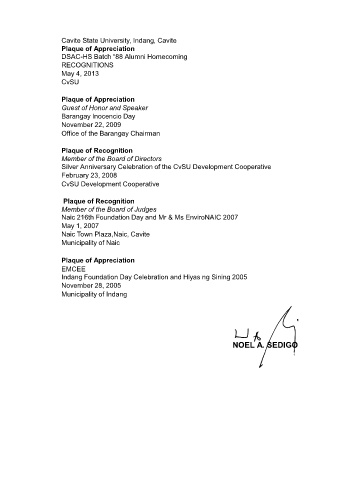 Cavite State University, Indang, Cavite
Plaque of Appreciation
DSAC-HS Batch "88 Alumni Homecoming
RECOGNITIONS
May 4, 2013
CvSU
Plaque of Appreciation
Guest of Honor and Speaker
Barangay Inocencio Day
November 22, 2009
Office of the Barangay Chairman
Plaque of Recognition
Member of the Board of Directors
Silver Anniversary Celebration of the CvSU Development Cooperative
February 23, 2008
CvSU Development Cooperative
Plaque of Recognition
Member of the Board of Judges
Naic 216th Foundation Day and Mr & Ms EnviroNAIC 2007
May 1, 2007
Naic Town Plaza,Naic, Cavite
Municipality of Naic
Plaque of Appreciation
EMCEE
Indang Foundation Day Celebration and Hiyas ng Sining 2005
November 28, 2005
Municipality of Indang
NOEL A. SEDIGO